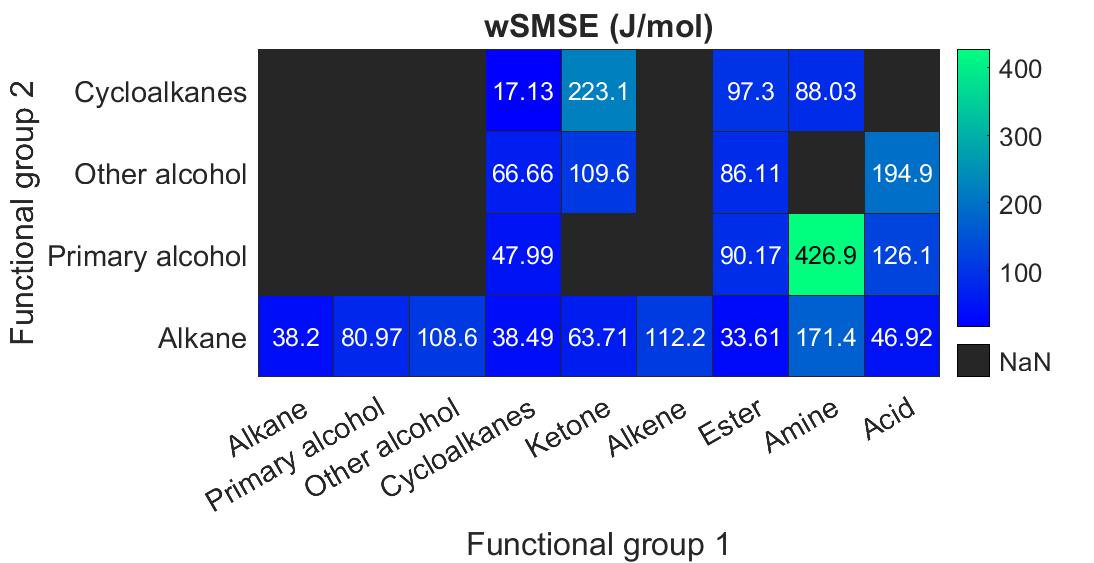 wSMSE (J/mol)
Functional group 2
Cycloalkanes 17.13 223.1 97.3 88.03
Other alcohol 66.66 109.6 86.11 194.9
Primary alcohol 47.99 90.17 426.9 126.1
Alkane 38.2 80.97 108.6 38.49 63.71 112.2 33.61 171.4 46.92
Alkane Primary alcohol Other alcohol Cycloalkanes Ketone Alkene Ester Amine Acid
Functional group 1
400
300
200
100
NaN